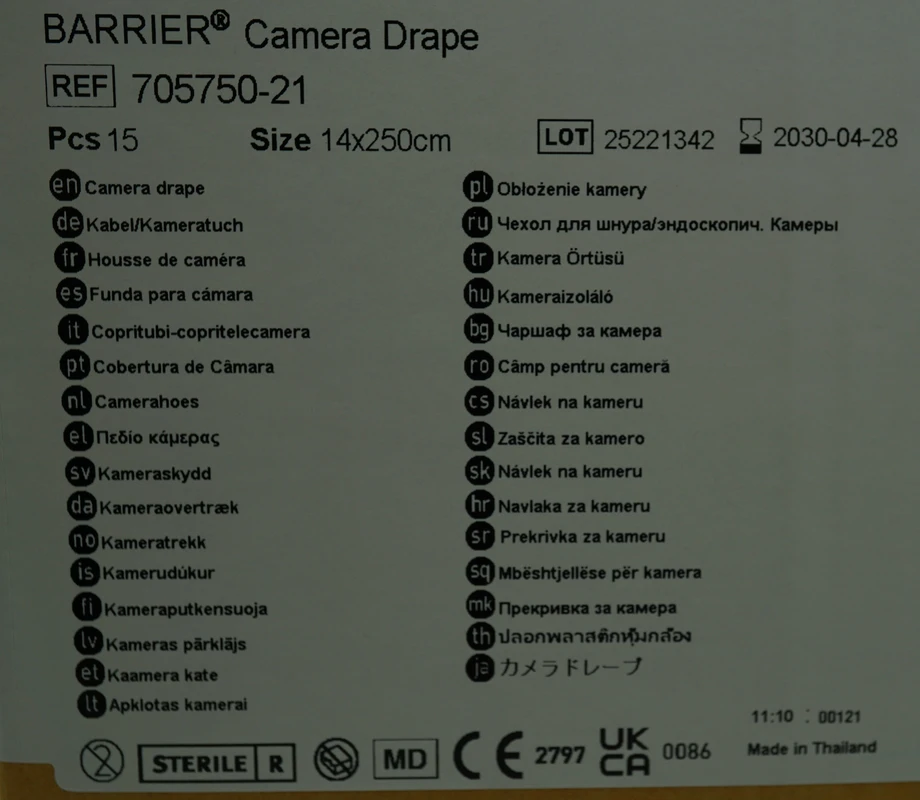 BARRIER® Camera Drape
REF 705750-21
Pcs 15 Size 14x250cm LOT 25221342 2030-04-28
en Camera drape
de Kabel/Kameratuch
fr Housse de caméra
es Funda para cámara
it Copritubi-copritelecamera
pt Cobertura de Câmara
nl Camerahoes
el Πεδίο κάμερας
sv Kameraskydd
da Kameraovertræk
no Kameratrekk
is Kamerudúkur
fi Kameraputkensuoja
lv Kameras pārklājs
et Kaamera kate
lt Apklotas kamerai
pl Obłożenie kamery
ru Чехол для шнура/эндоскопич. Камеры
tr Kamera Örtüsü
hu Kameraizoláló
bg Чаршаф за камера
ro Câmp pentru cameră
cs Návlek na kameru
sl Zaščita za kamero
sk Návlek na kameru
hr Navlaka za kameru
sr Prekrivka za kameru
sq Mbështjellëse për kamera
mk Прекривка за камера
th ปลอกพลาสติกหุ้มกล้อง
ja カメラドレープ
11:10 : 00121
Made in Thailand
2 STERILE R MD CE 2797 UK CA 0086